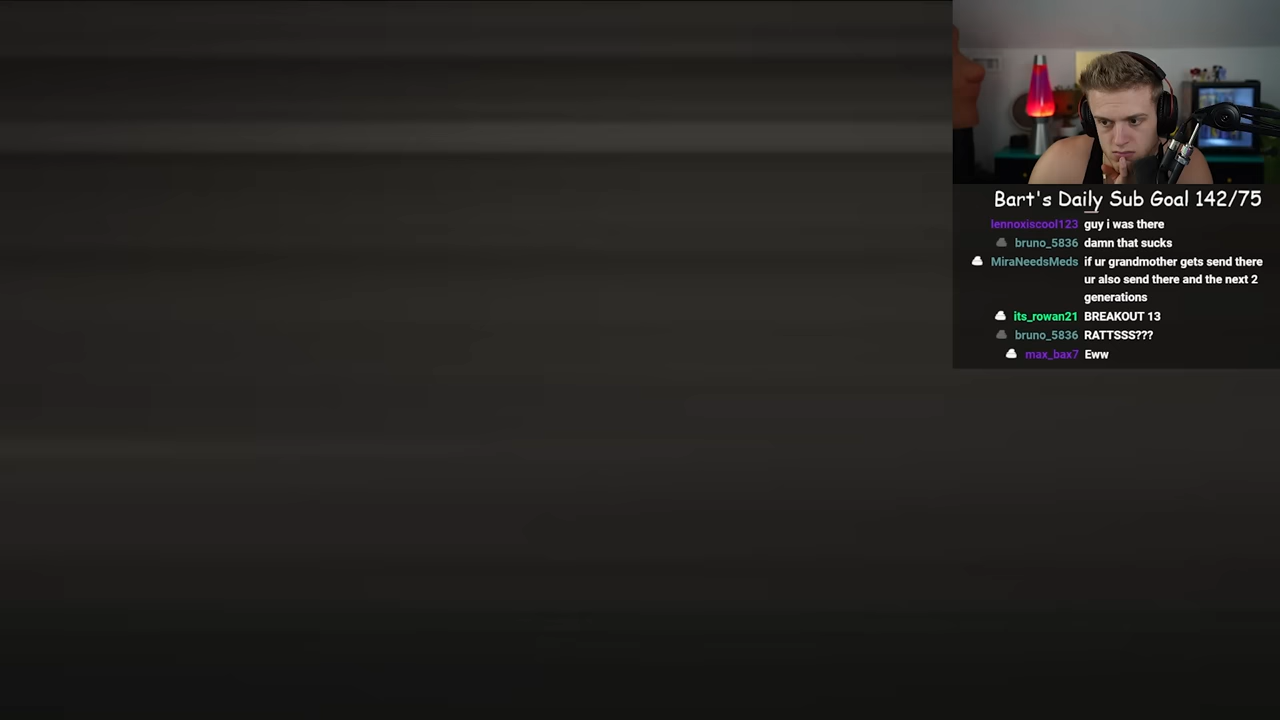 Bart's Daily Sub Goal 142/75
lennoxiscool123 guy i was there
bruno_5836 damn that sucks
MiraNeedsMeds if ur grandmother gets send there
ur also send there and the next 2
generations
its_rowan21 BREAKOUT 13
bruno_5836 RATTSSS???
max_bax7 Eww